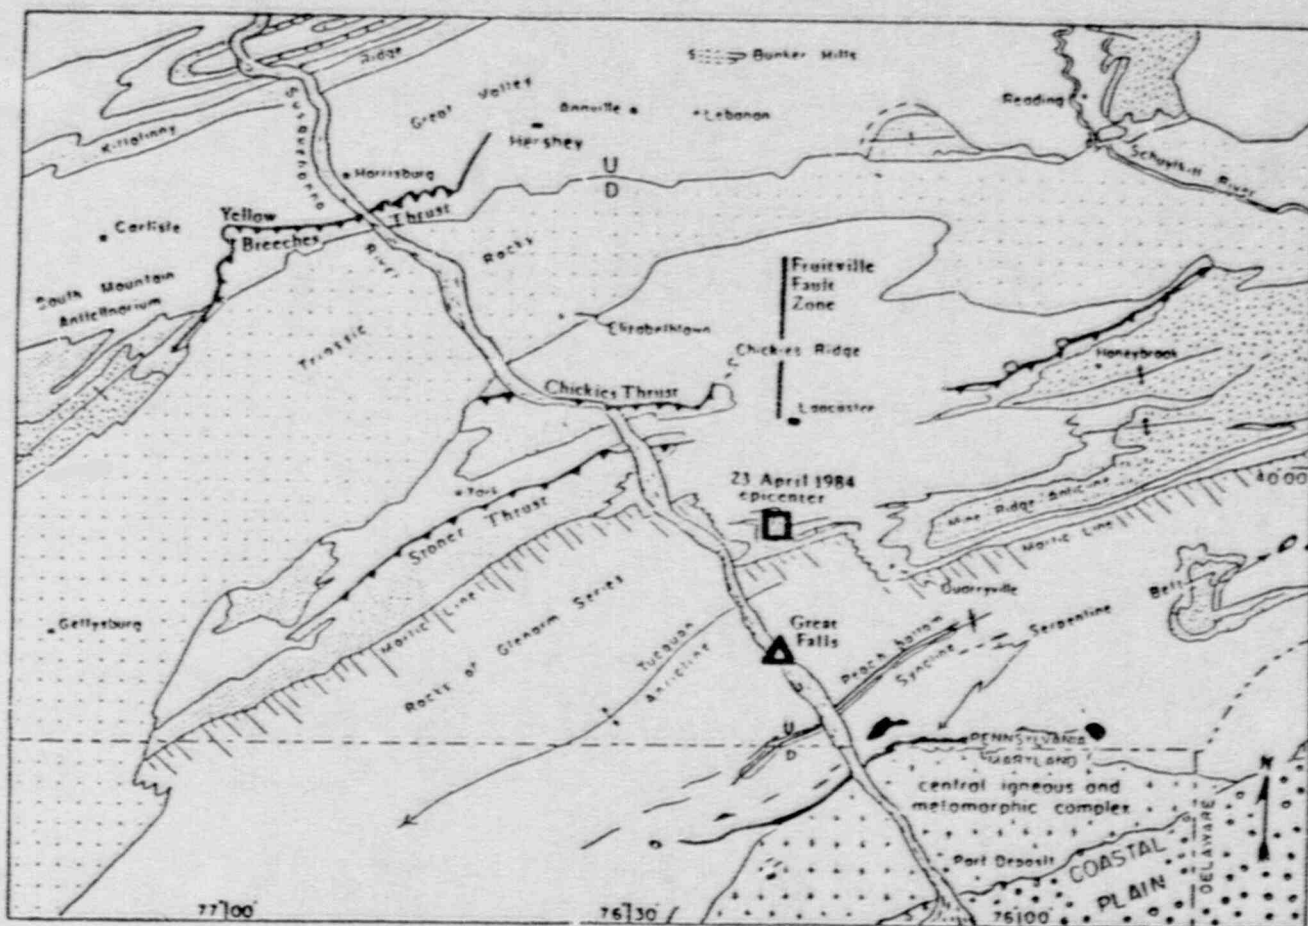 Ridge
S Bunker Hills
Susquehanna
Great Valley
Annville
Lebanon
Reading
Hershey
Kittatinny
U
D
Schuylkill River
Harrisburg
Yellow
Breeches
Thrust
Carlisle
River
Rocks
South Mountain
Anticlinorium
Triassic
Fruitville
Fault
Zone
Elizabethtown
Chickies Ridge
Honeybrook
Chickies Thrust
Lancaster
23 April 1984
epicenter
40 00
York
Stoner Thrust
Mine Ridge Anticline
Martic Line
Quarryville
Gettysburg
Martic Line
Rocks of Glenarm Series
Great
Falls
Tucquan
Anticline
Peach Bottom
Syncline
Serpentine Belt
U
D
PENNSYLVANIA
MARYLAND
N
central igneous and
metamorphic complex
DELAWARE
Port Deposit
COASTAL
PLAIN
77 00
76 30
76 00